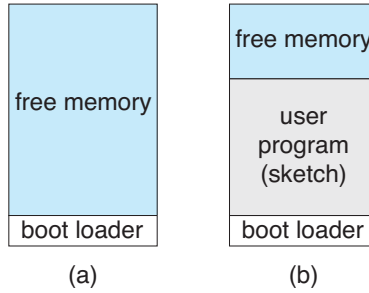 free memory
boot loader
(a)
free memory
user
program
(sketch)
boot loader
(b)